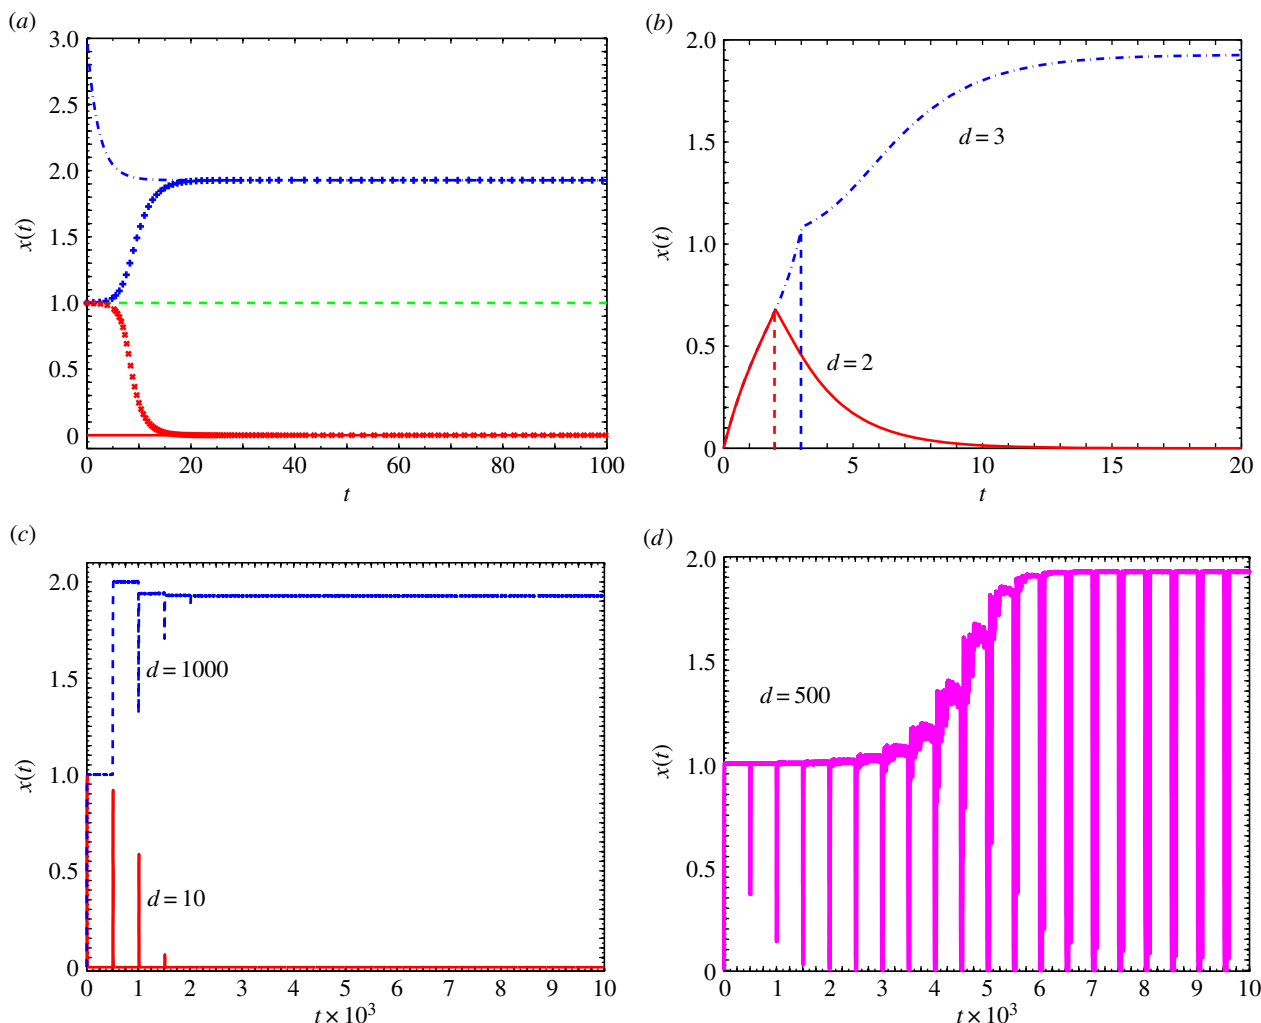 (a)
3.0
2.5
2.0
1.5
1.0
0.5
0
x(t)
0 20 40 60 80 100
t
(b)
2.0
1.5
1.0
0.5
0
x(t)
d = 3
d = 2
0 5 10 15 20
t
(c)
2.0
1.5
1.0
0.5
0
x(t)
d = 1000
d = 10
0 1 2 3 4 5 6 7 8 9 10
t × 10³
(d)
2.0
1.5
1.0
0.5
0
x(t)
d = 500
0 1 2 3 4 5 6 7 8 9 10
t × 10³